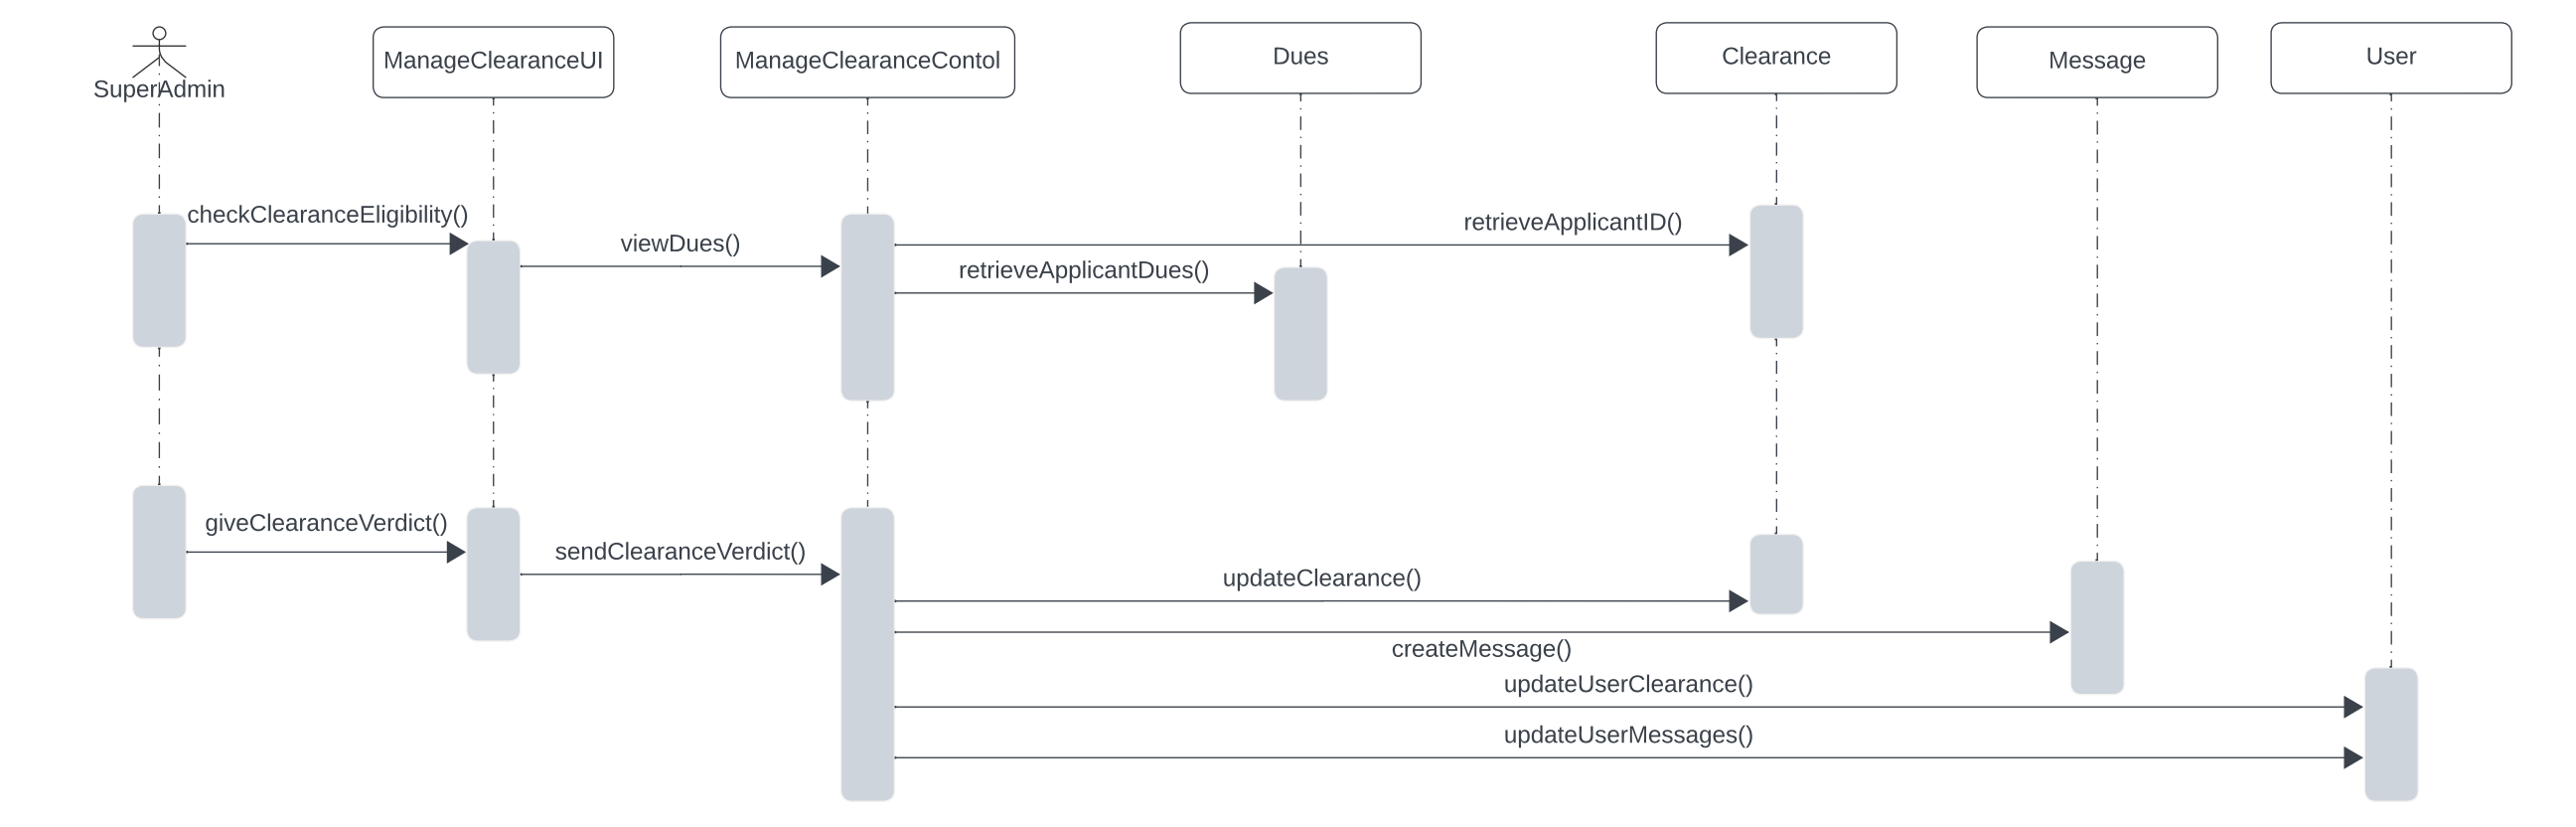 SuperAdmin
ManageClearanceUI
ManageClearanceContol
Dues
Clearance
Message
User
checkClearanceEligibility()
viewDues()
retrieveApplicantID()
retrieveApplicantDues()
giveClearanceVerdict()
sendClearanceVerdict()
updateClearance()
createMessage()
updateUserClearance()
updateUserMessages()